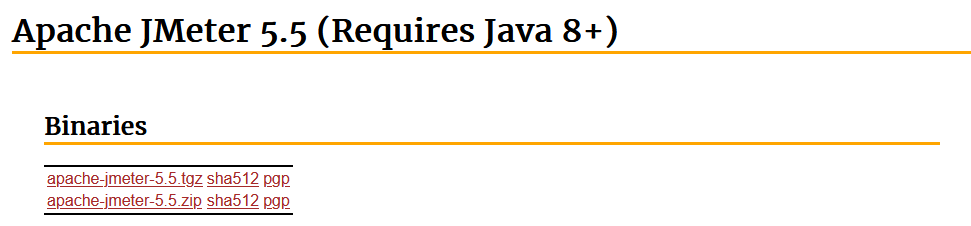 Apache JMeter 5.5 (Requires Java 8+)
Binaries
apache-jmeter-5.5.tgz sha512 pgp
apache-jmeter-5.5.zip sha512 pgp